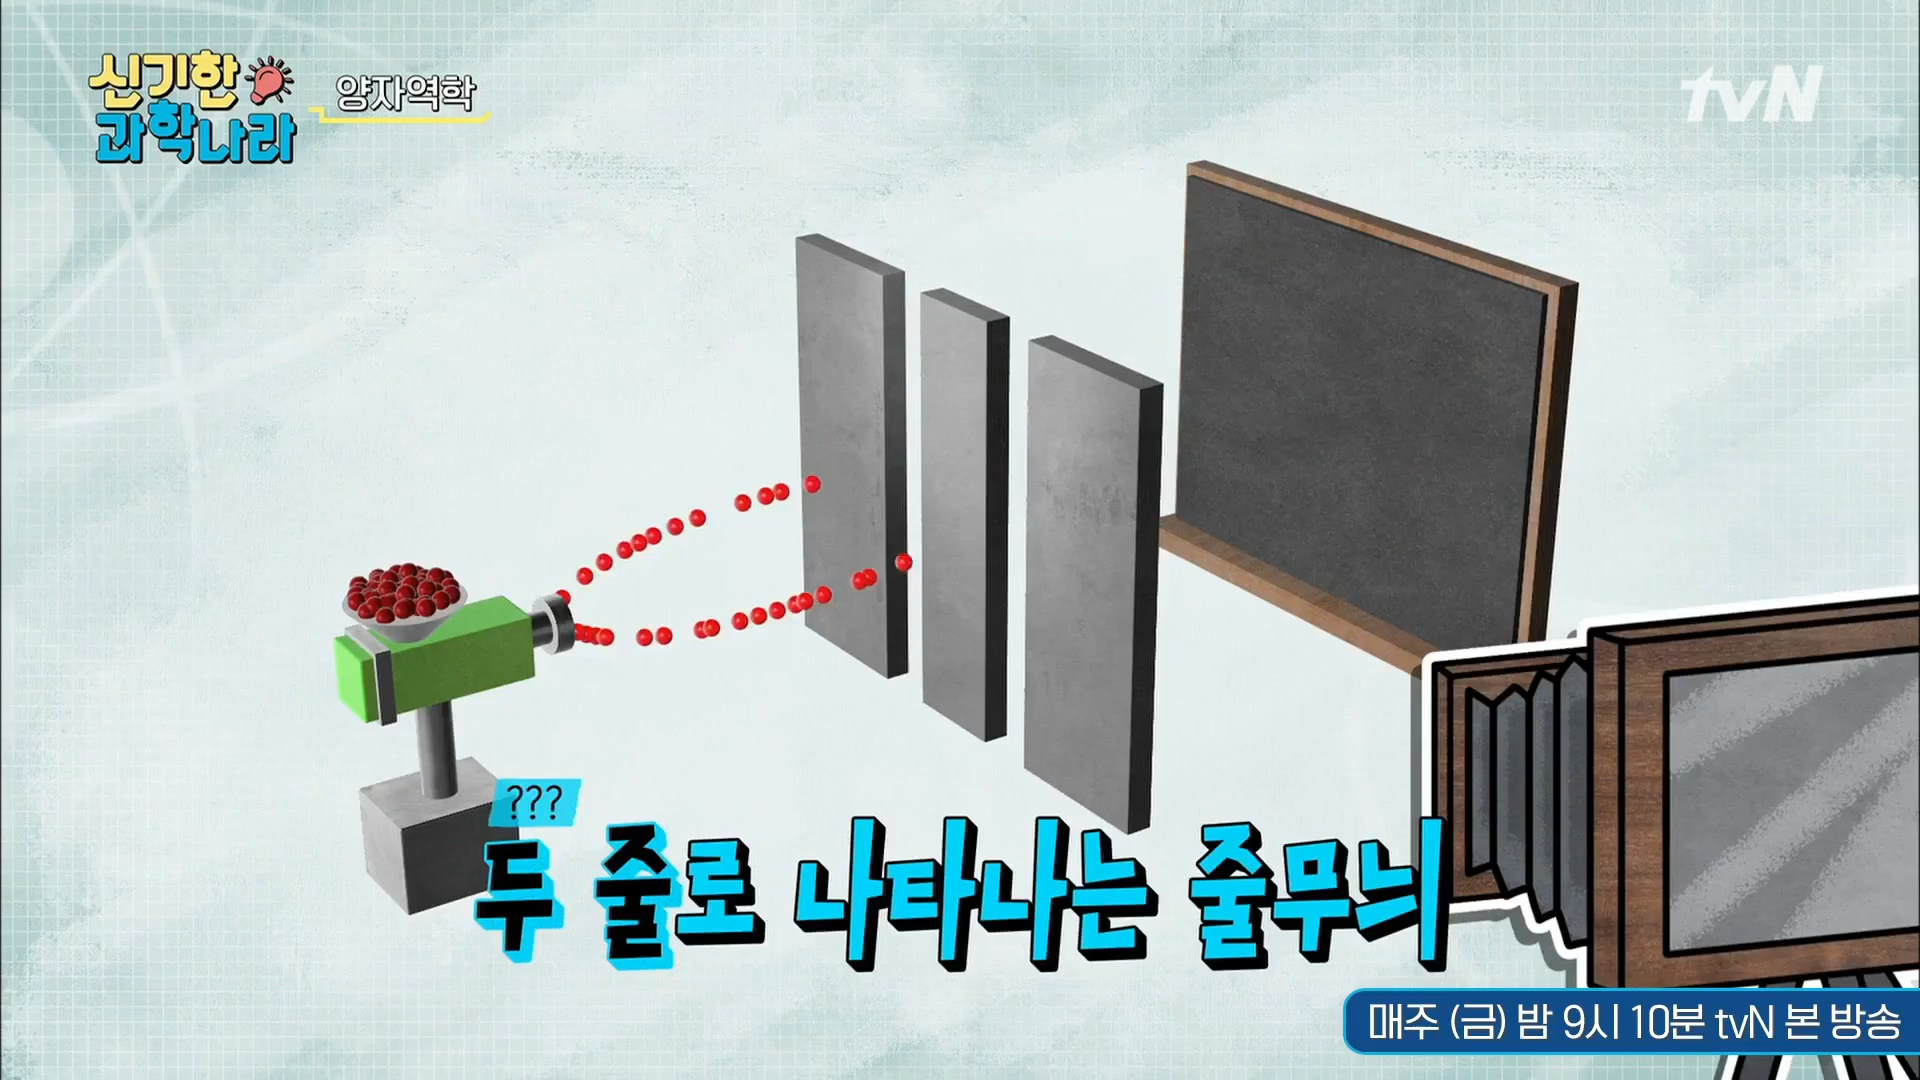 신기한
과학나라
양자역학
tvN
???
두 줄로 나타나는 줄무늬
매주 (금) 밤 9시 10분 tvN 본 방송